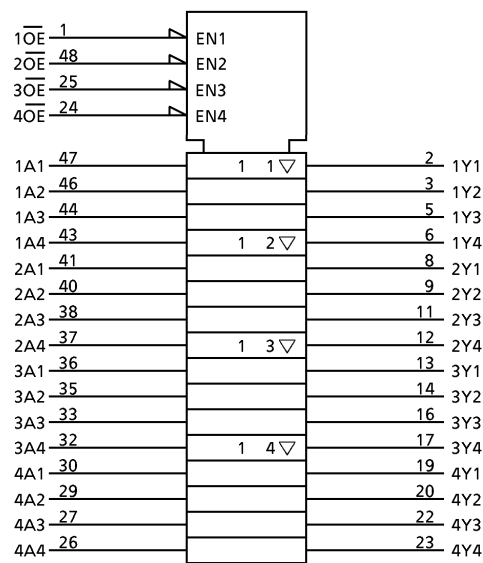 1O̅E̅ 1 EN1
2O̅E̅ 48 EN2
3O̅E̅ 25 EN3
4O̅E̅ 24 EN4
1A1 47 1 1 ▽ 2 1Y1
1A2 46 3 1Y2
1A3 44 5 1Y3
1A4 43 1 2 ▽ 6 1Y4
2A1 41 8 2Y1
2A2 40 9 2Y2
2A3 38 11 2Y3
2A4 37 1 3 ▽ 12 2Y4
3A1 36 13 3Y1
3A2 35 14 3Y2
3A3 33 16 3Y3
3A4 32 1 4 ▽ 17 3Y4
4A1 30 19 4Y1
4A2 29 20 4Y2
4A3 27 22 4Y3
4A4 26 23 4Y4